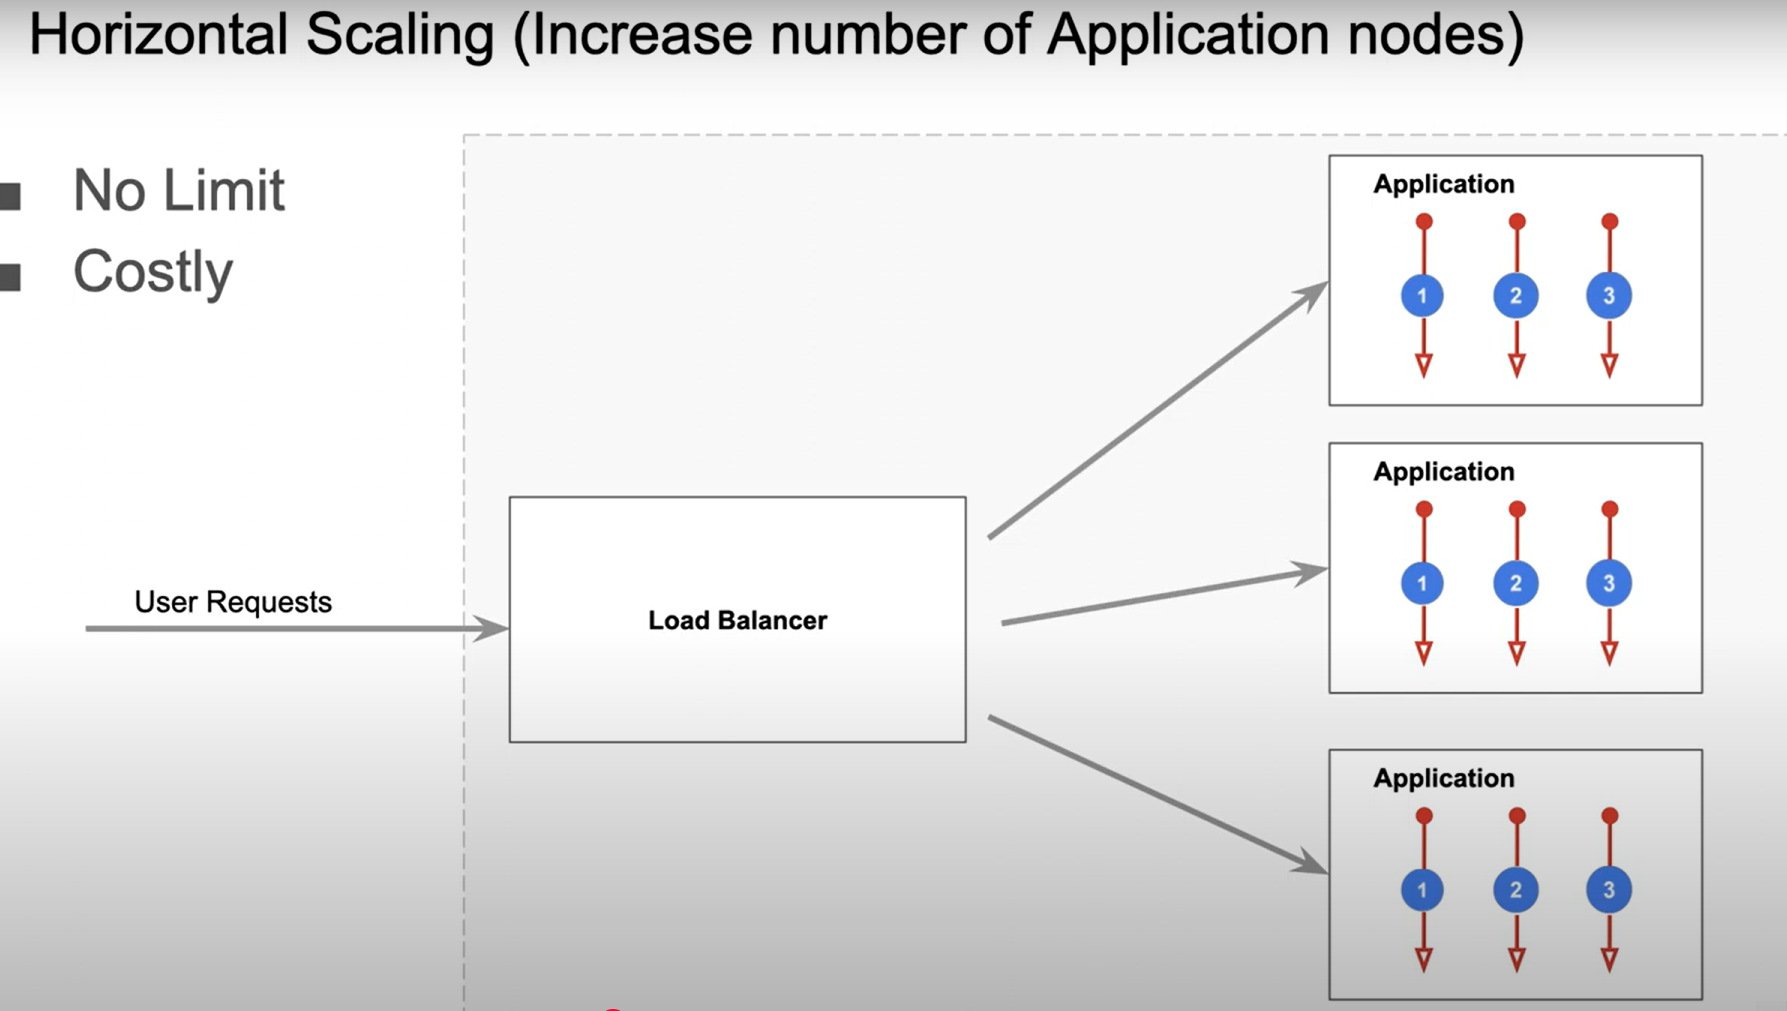 Horizontal Scaling (Increase number of Application nodes)
No Limit
Costly
User Requests
Load Balancer
Application
1 2 3
Application
1 2 3
Application
1 2 3